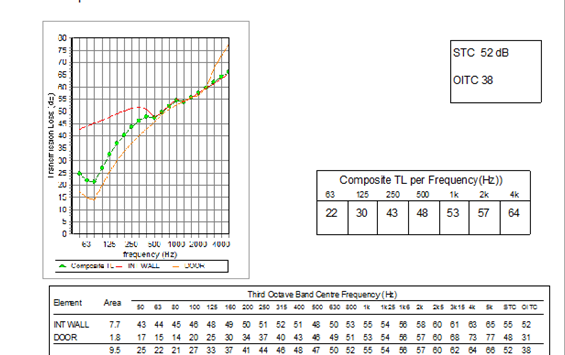 80
75
70
65
60
55
50
45
40
35
30
25
20
15
10
5
0
Transmission Loss (dB)
63 125 250 500 1000 2000 4000
frequency (Hz)
Composite TL INT WALL DOOR
STC 52 dB
OITC 38
Composite TL per Frequency(Hz))
63 125 250 500 1k 2k 4k
22 30 43 48 53 57 64
Third Octave Band Centre Frequency (Hz)
Element Area 50 63 80 100 125 160 200 250 315 400 500 630 800 1k 1k25 1k6 2k 2k5 3k15 4k 5k STC OITC
INT WALL 7.7 43 44 45 46 48 49 50 51 52 51 48 50 53 55 54 56 58 60 61 63 65 55 52
DOOR 1.8 17 15 14 20 25 30 34 37 40 43 46 49 51 53 54 56 57 60 68 73 77 48 31
9.5 25 22 21 27 33 37 41 44 46 48 47 50 52 55 54 56 57 60 62 64 66 52 38